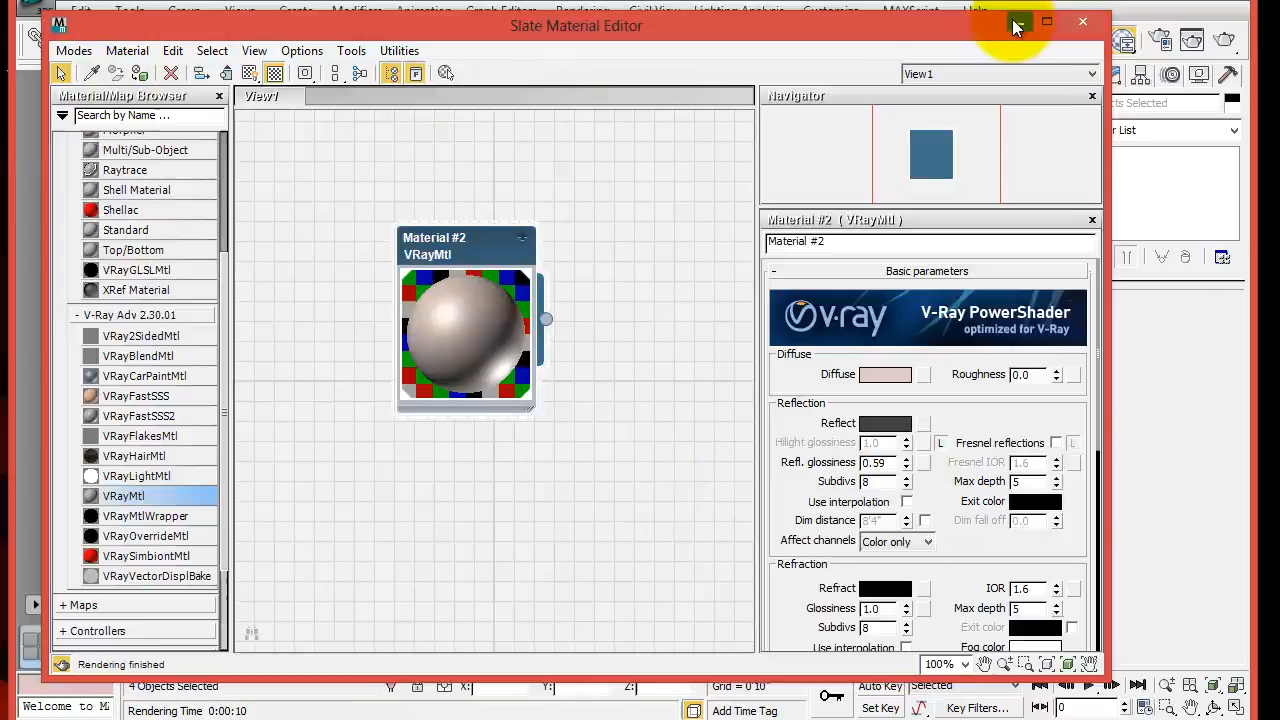 Slate Material Editor
Modes Material Edit Select View Options Tools Utilities
View1
Material/Map Browser
Search by Name ...
Multi/Sub-Object
Raytrace
Shell Material
Shellac
Standard
Top/Bottom
VRayGLSLMtl
XRef Material
- V-Ray Adv 2.30.01
VRay2SidedMtl
VRayBlendMtl
VRayCarPaintMtl
VRayFastSSS
VRayFastSSS2
VRayFlakesMtl
VRayHairMtl
VRayLightMtl
VRayMtl
VRayMtlWrapper
VRayOverrideMtl
VRaySimbiontMtl
VRayVectorDisplBake
+ Maps
+ Controllers
Rendering finished
View1
Material #2
VRayMtl
Navigator
Material #2 ( VRayMtl )
Material #2
- Basic parameters
v·ray V-Ray PowerShader
optimized for V-Ray
Diffuse
Diffuse Roughness 0.0
Reflection
Reflect
Hilight glossiness 1.0 L Fresnel reflections L
Refl. glossiness 0.59 Fresnel IOR 1.6
Subdivs 8 Max depth 5
Use interpolation Exit color
Dim distance 8'4" Dim fall off 0.0
Affect channels Color only
Refraction
Refract IOR 1.6
Glossiness 1.0 Max depth 5
Subdivs 8 Exit color
Use interpolation Fog color
100%
4 Objects Selected X: Y: Z: Grid = 0'10" Auto Key Selected
Welcome to MA Rendering Time 0:00:10 Add Time Tag Set Key Key Filters... 0